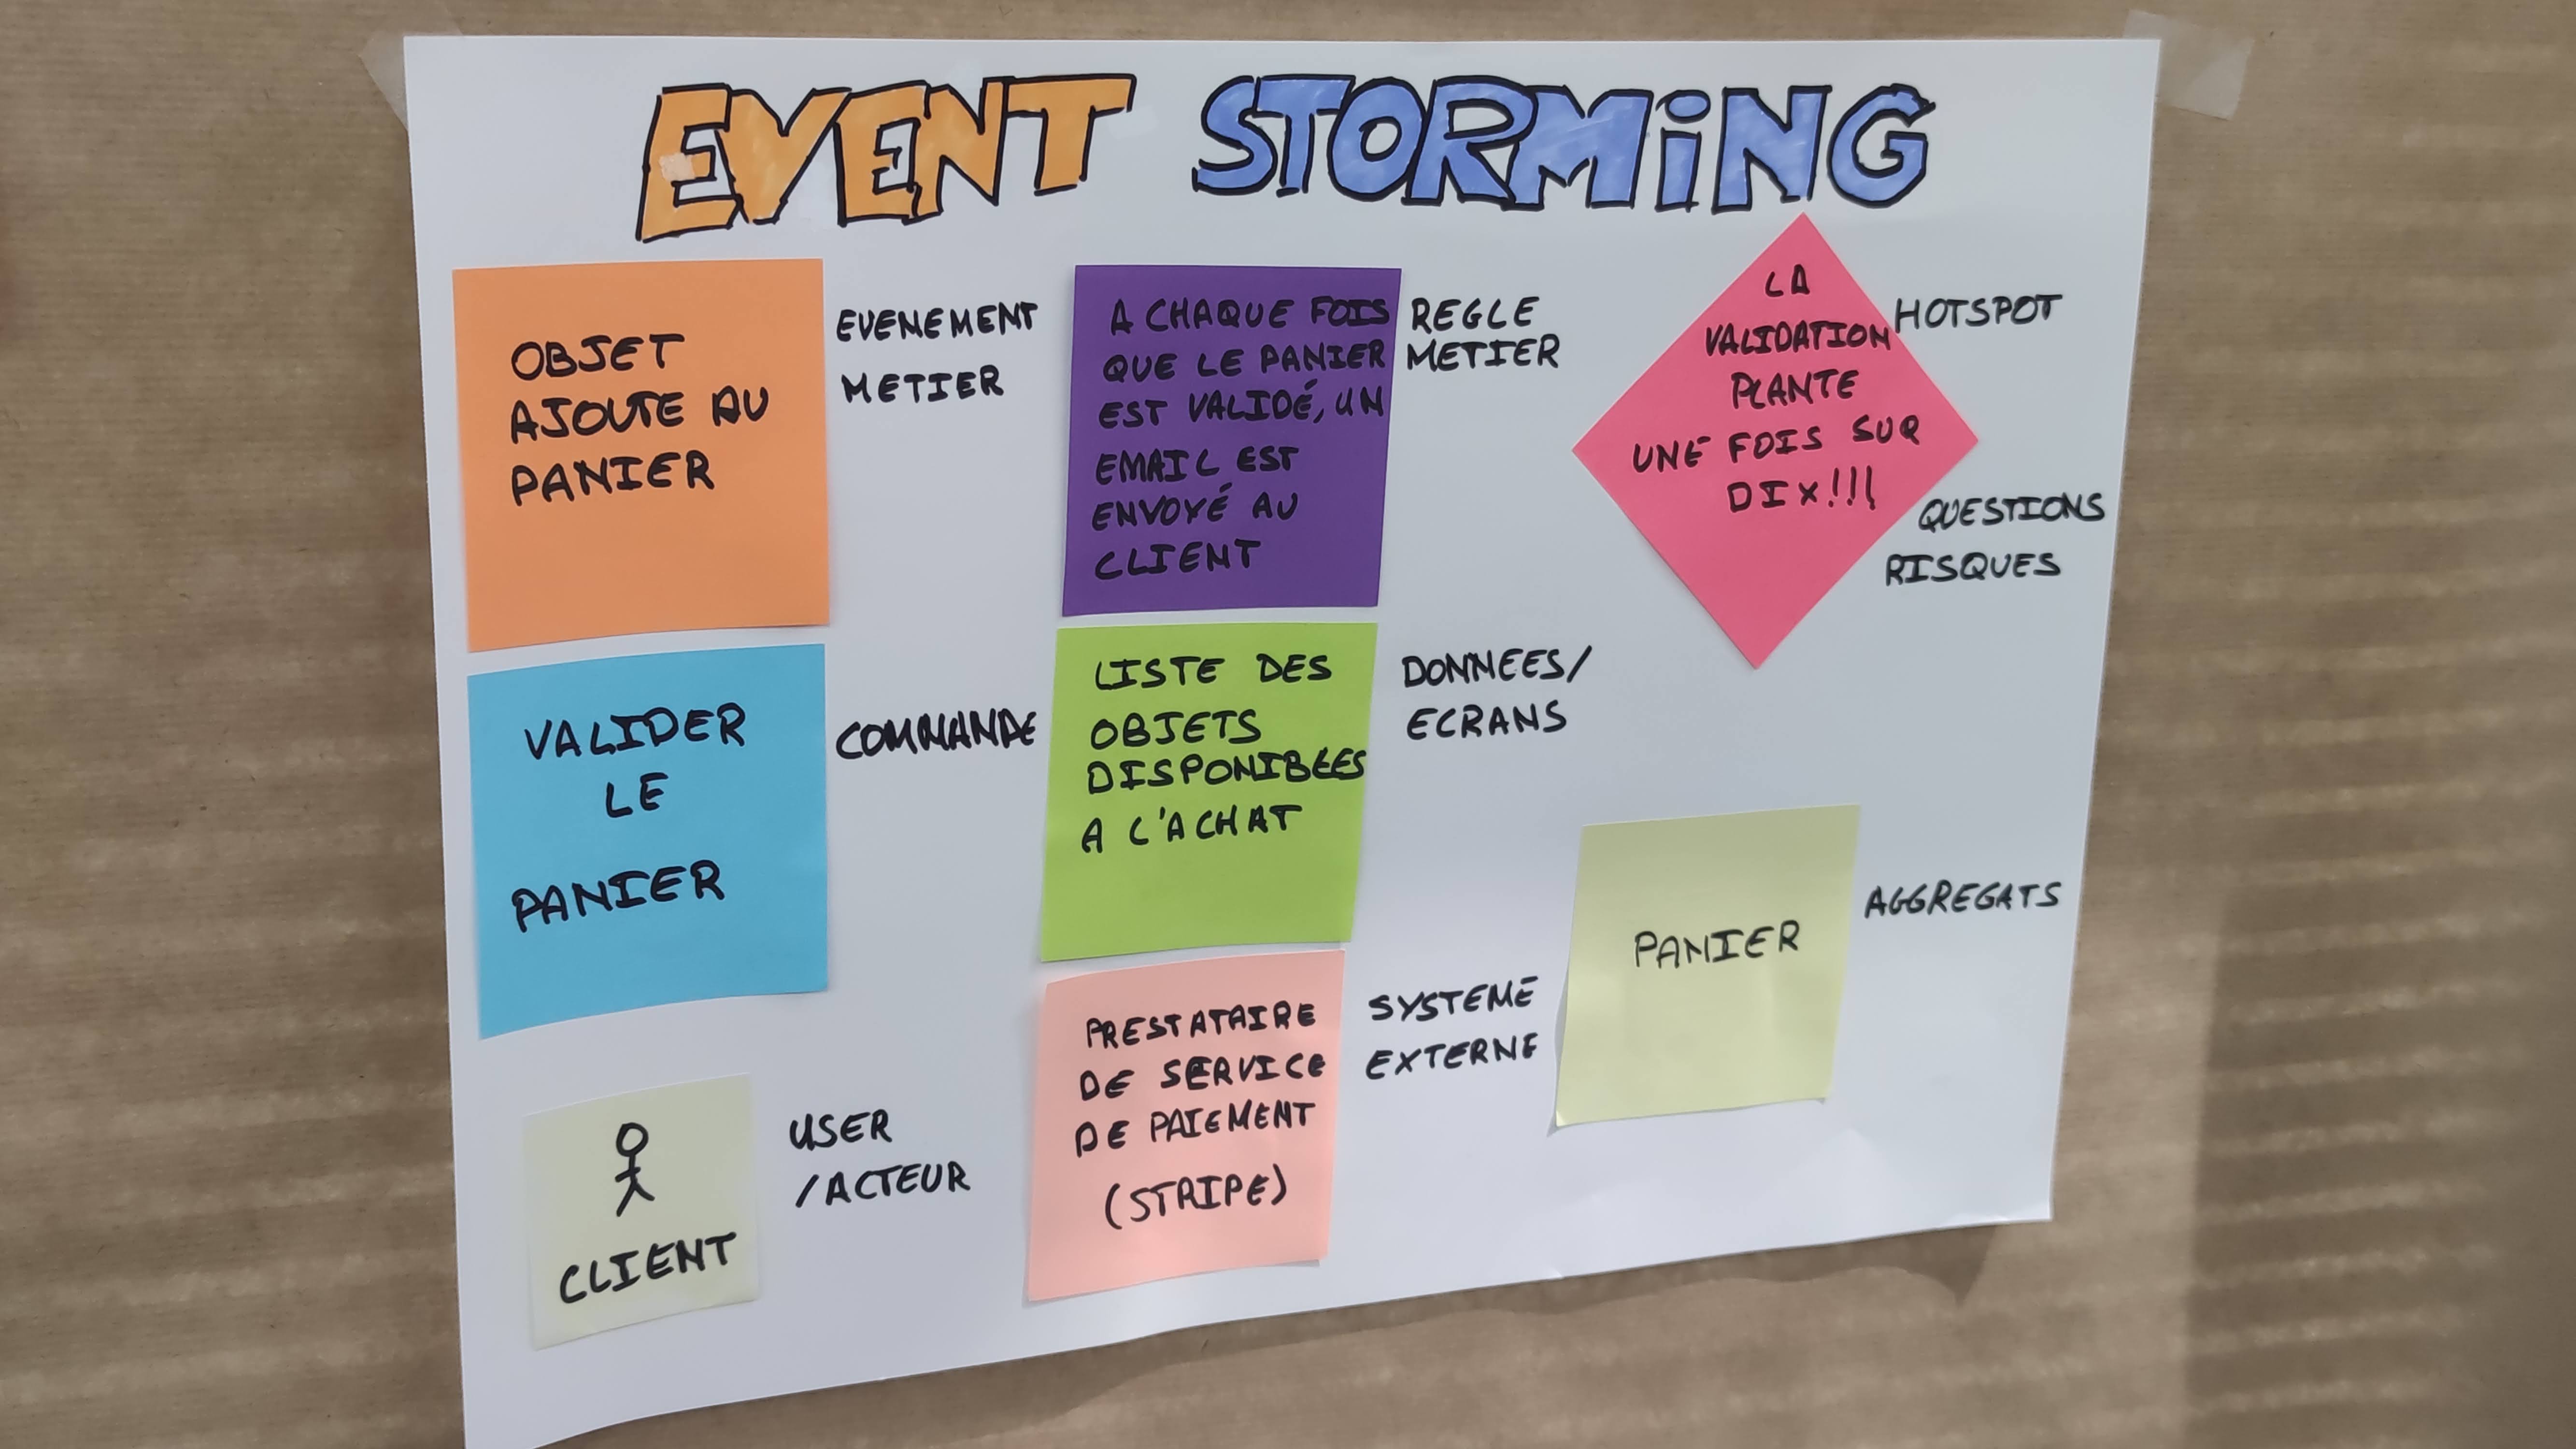 EVENT STORMiNG
OBJET
AJOUTE AU
PANIER
EVENEMENT
METIER
A CHAQUE FOIS
QUE LE PANIER
EST VALIDÉ, UN
EMAIL EST
ENVOYÉ AU
CLIENT
REGLE
METIER
LA
VALIDATION
PLANTE
UNE FOIS SUR
DIX!!!
HOTSPOT
QUESTIONS
RISQUES
VALIDER
LE
PANIER
COMMANDE
LISTE DES
OBJETS
DISPONIBLES
A L'ACHAT
DONNEES/
ECRANS
PANIER
AGGREGATS
CLIENT
USER
/ACTEUR
PRESTATAIRE
DE SERVICE
DE PAIEMENT
(STRIPE)
SYSTEME
EXTERNE